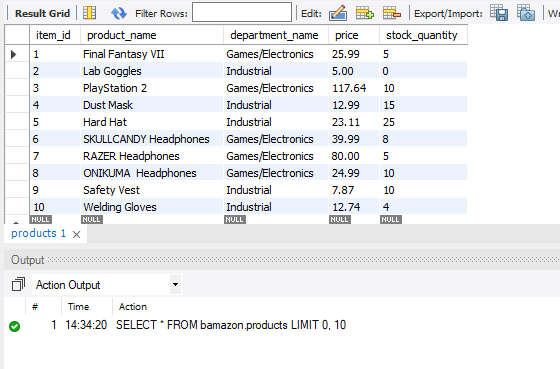 Result Grid Filter Rows: Edit: Export/Import: Wr
item_id product_name department_name price stock_quantity
1 Final Fantasy VII Games/Electronics 25.99 5
2 Lab Goggles Industrial 5.00 0
3 PlayStation 2 Games/Electronics 117.64 10
4 Dust Mask Industrial 12.99 15
5 Hard Hat Industrial 23.11 25
6 SKULLCANDY Headphones Games/Electronics 39.99 8
7 RAZER Headphones Games/Electronics 80.00 5
8 ONIKUMA Headphones Games/Electronics 24.99 10
9 Safety Vest Industrial 7.87 10
10 Welding Gloves Industrial 12.74 4
NULL NULL NULL NULL NULL
products 1
Output
Action Output
# Time Action
1 14:34:20 SELECT * FROM bamazon.products LIMIT 0, 10